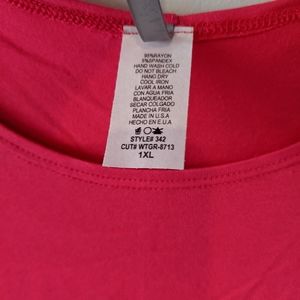 95%RAYON
5%SPANDEX
HAND WASH COLD
DO NOT BLEACH
HANG DRY
COOL IRON
LAVAR A MANO
CON AGUA FRIA
BLANQUEADOR
SECAR COLGADO
PLANCHA FRIA
MADE IN U.S.A
HECHO EN E.U.A
STYLE# 342
CUT# WTGR-8713
1XL